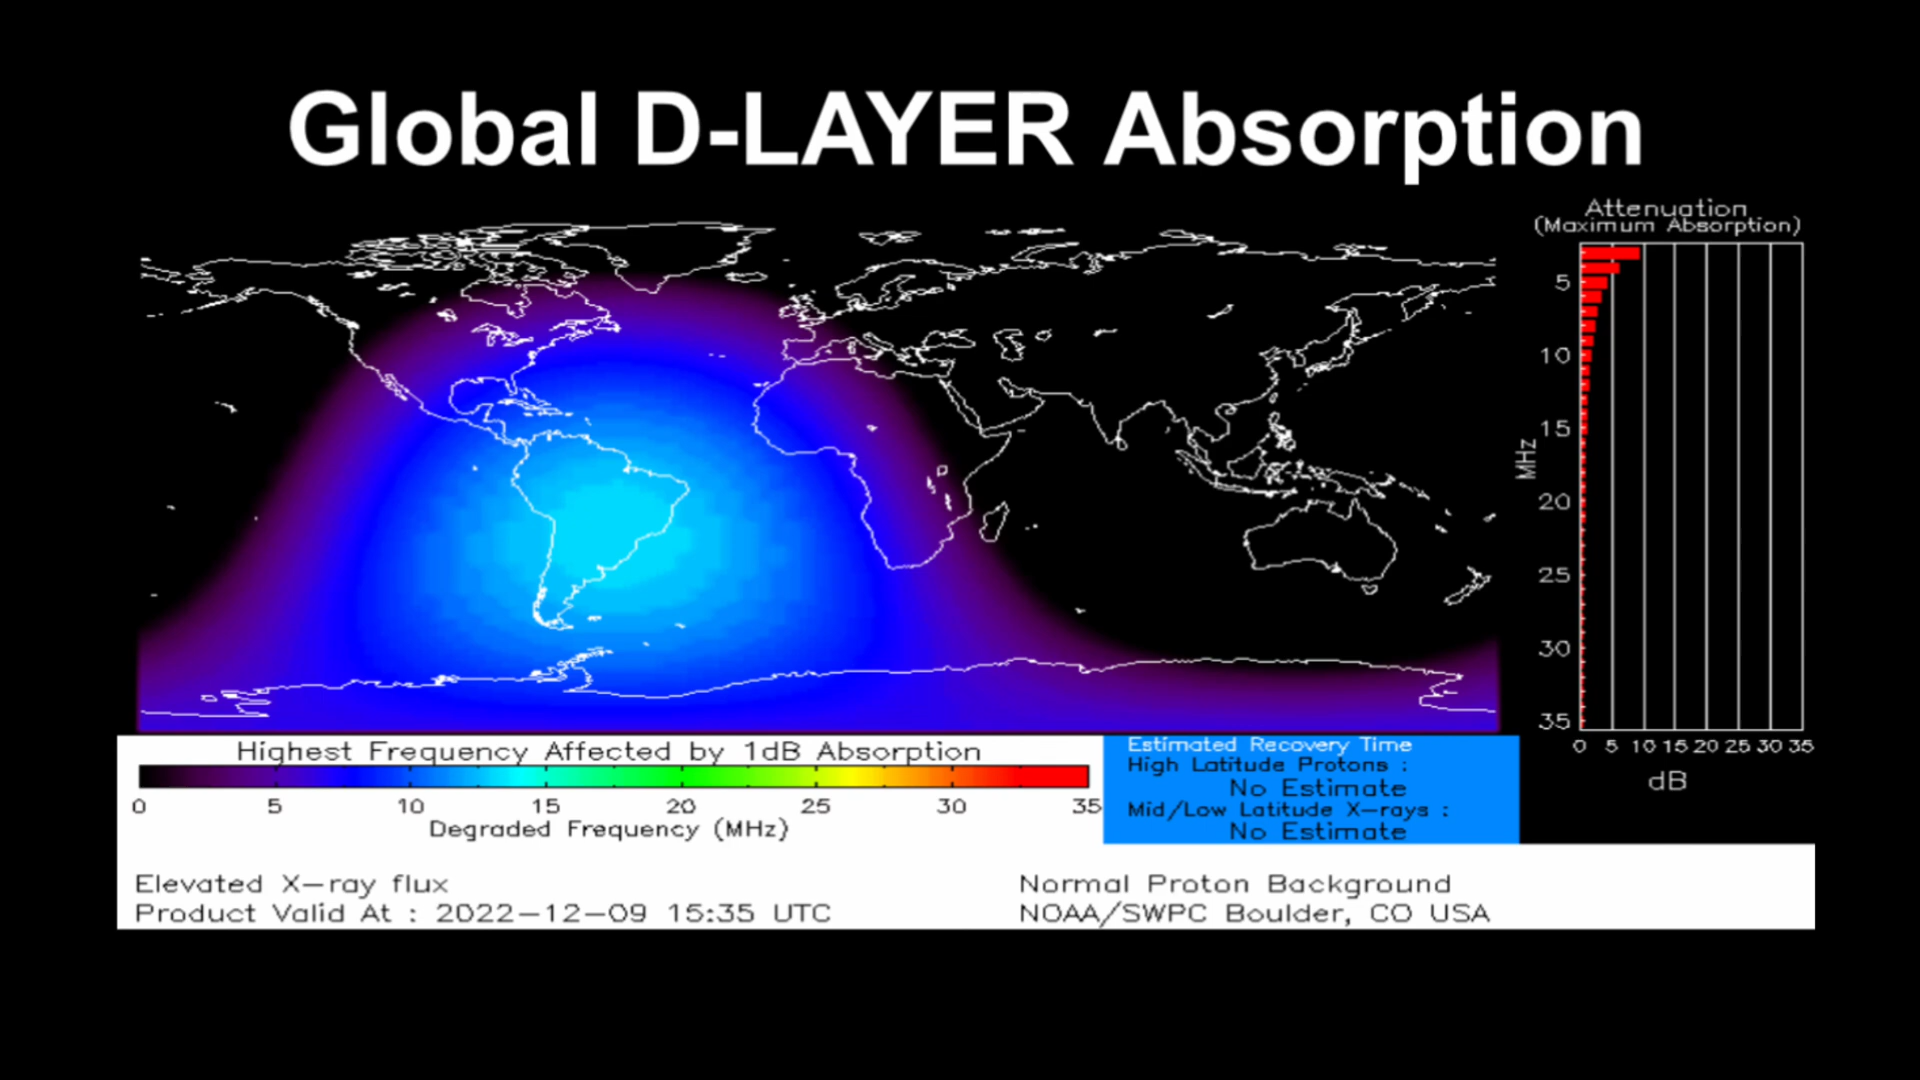 Global D-LAYER Absorption
Attenuation
(Maximum Absorption)
5
10
15
20
25
30
35
MHz
0 5 10 15 20 25 30 35
dB
Highest Frequency Affected by 1dB Absorption
0 5 10 15 20 25 30 35
Degraded Frequency (MHz)
Estimated Recovery Time
High Latitude Protons :
No Estimate
Mid/Low Latitude X-rays :
No Estimate
Elevated X-ray flux
Product Valid At : 2022-12-09 15:35 UTC
Normal Proton Background
NOAA/SWPC Boulder, CO USA